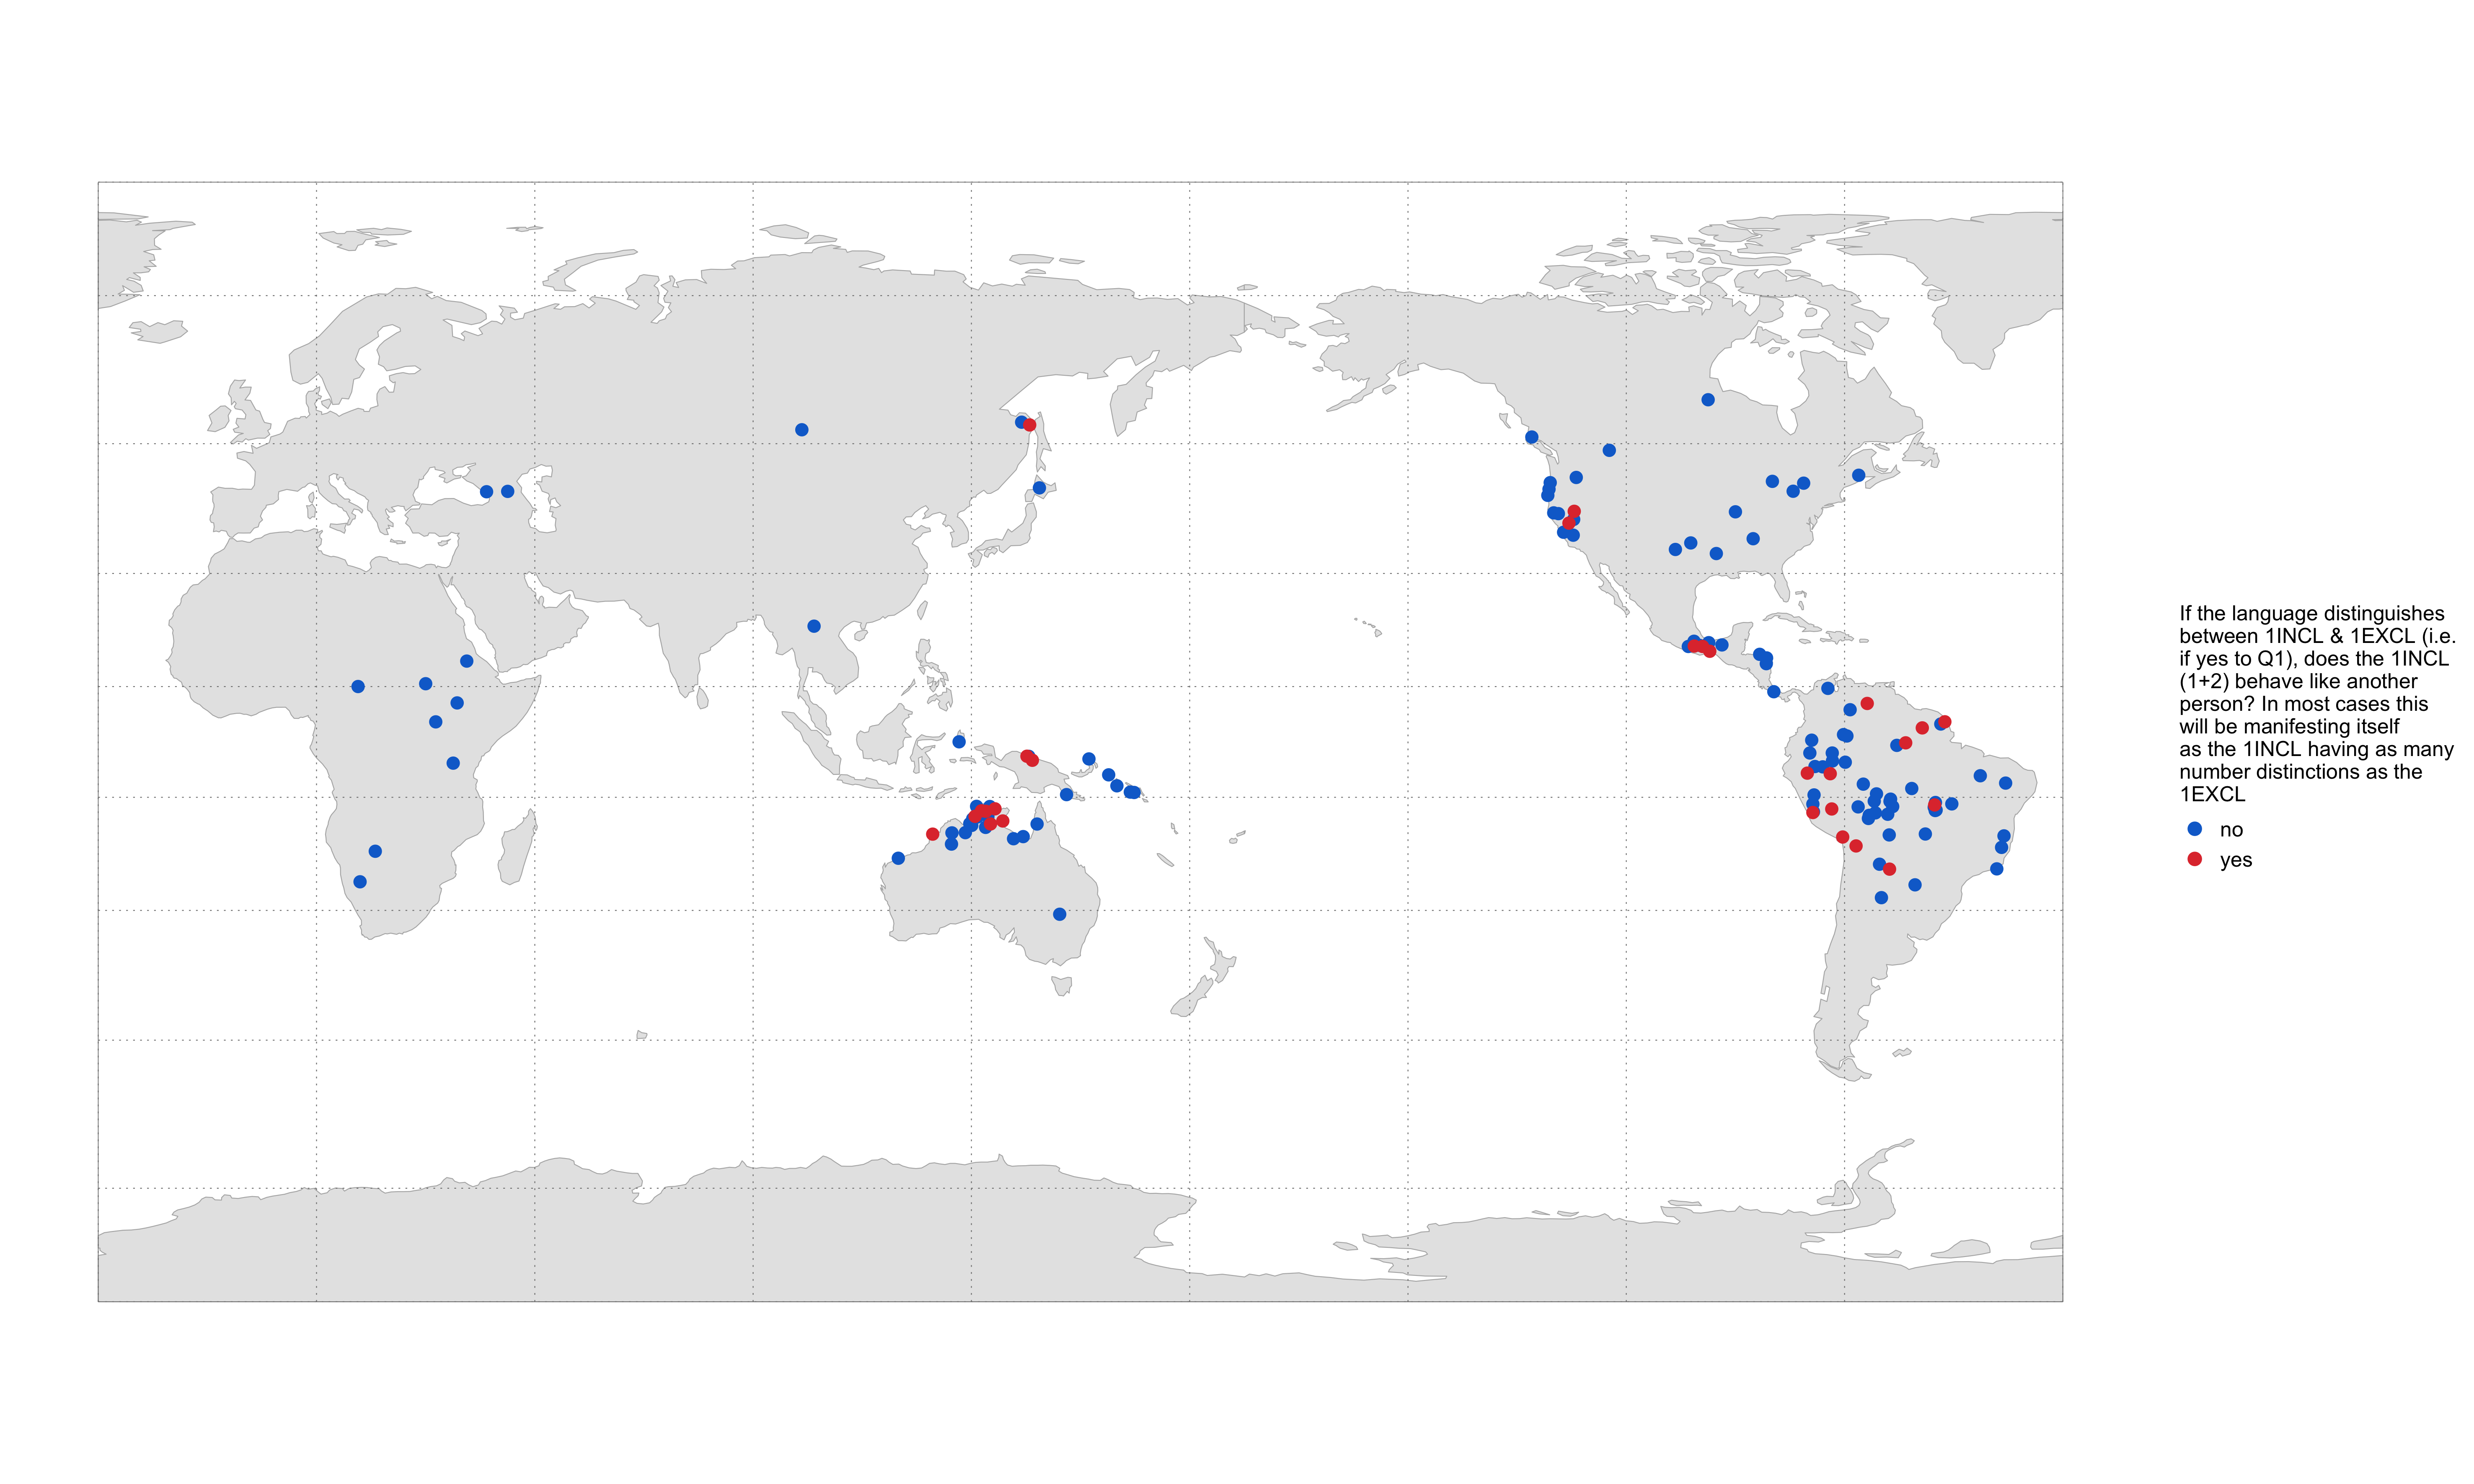 If the language distinguishes
between 1INCL & 1EXCL (i.e.
if yes to Q1), does the 1INCL
(1+2) behave like another
person? In most cases this
will be manifesting itself
as the 1INCL having as many
number distinctions as the
1EXCL
no
yes